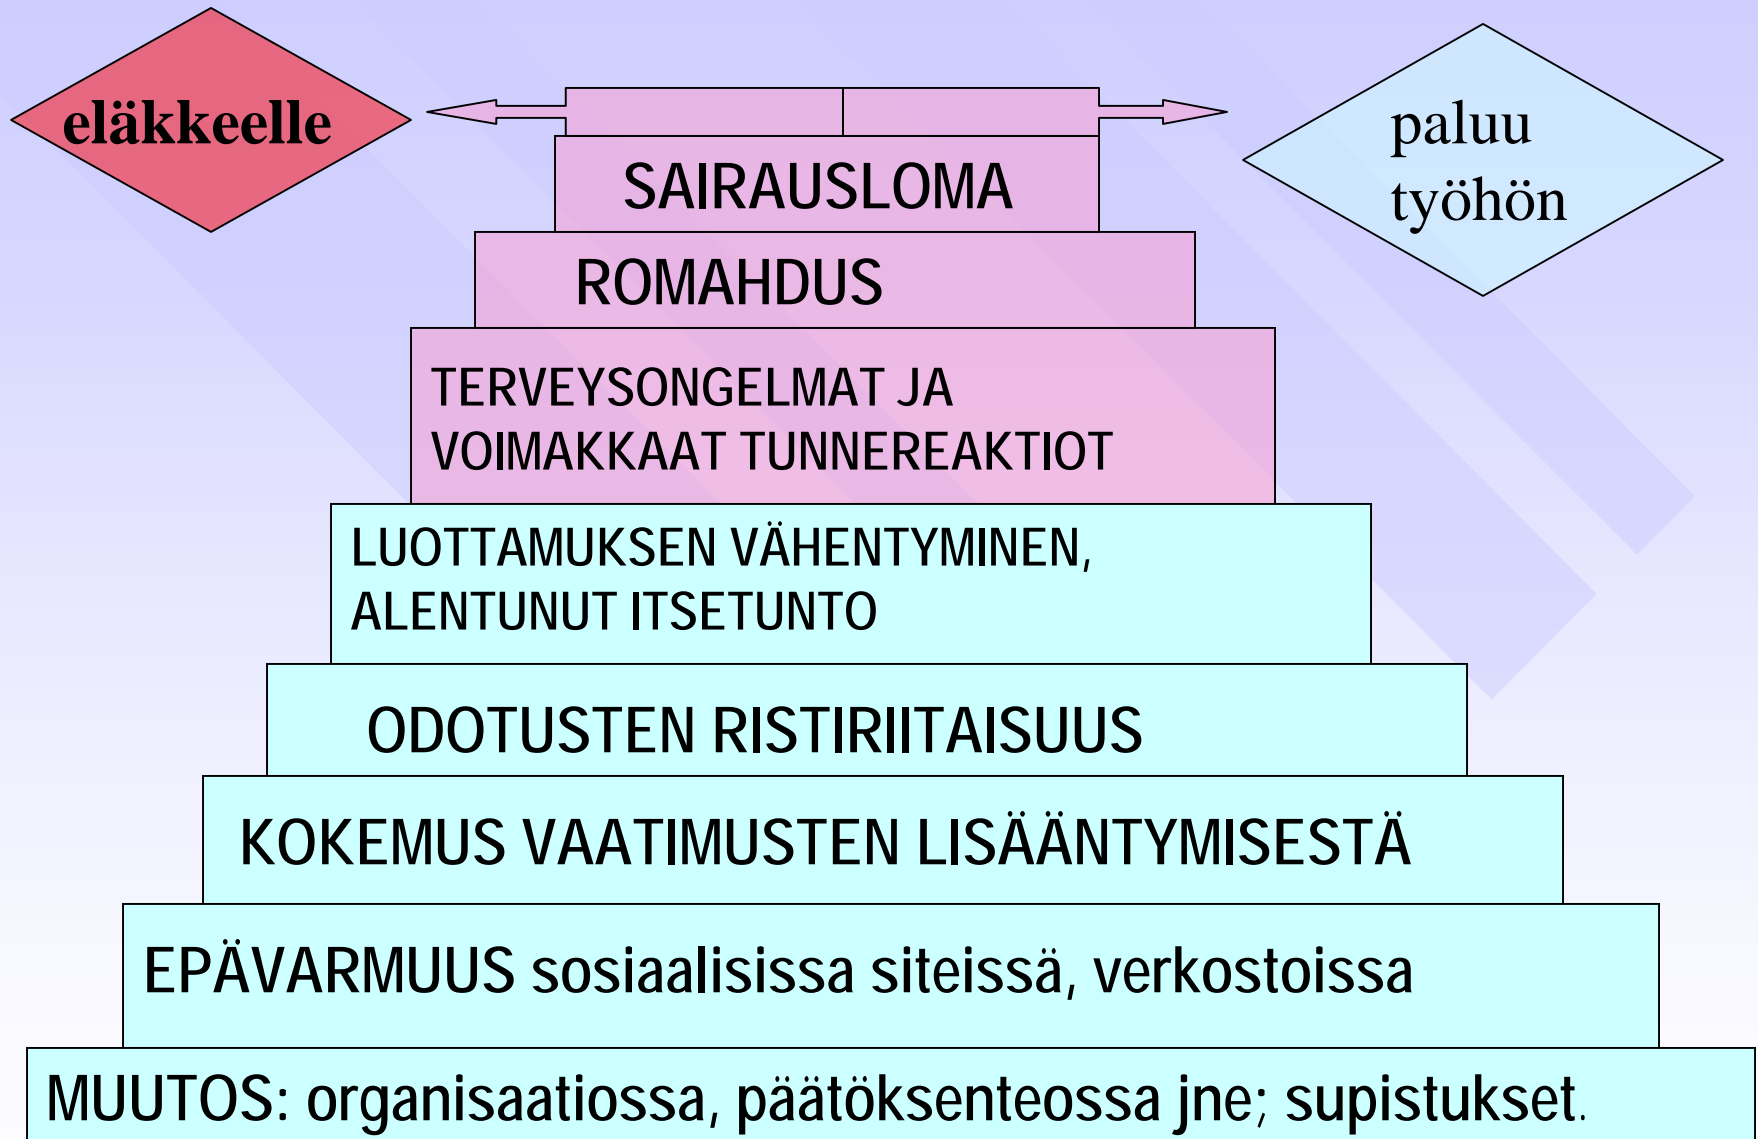 eläkkeelle
paluu
työhön
SAIRAUSLOMA
ROMAHDUS
TERVEYSONGELMAT JA
VOIMAKKAAT TUNNEREAKTIOT
LUOTTAMUKSEN VÄHENTYMINEN,
ALENTUNUT ITSETUNTO
ODOTUSTEN RISTIRIITAISUUS
KOKEMUS VAATIMUSTEN LISÄÄNTYMISESTÄ
EPÄVARMUUS sosiaalisissa siteissä, verkostoissa
MUUTOS: organisaatiossa, päätöksenteossa jne; supistukset.